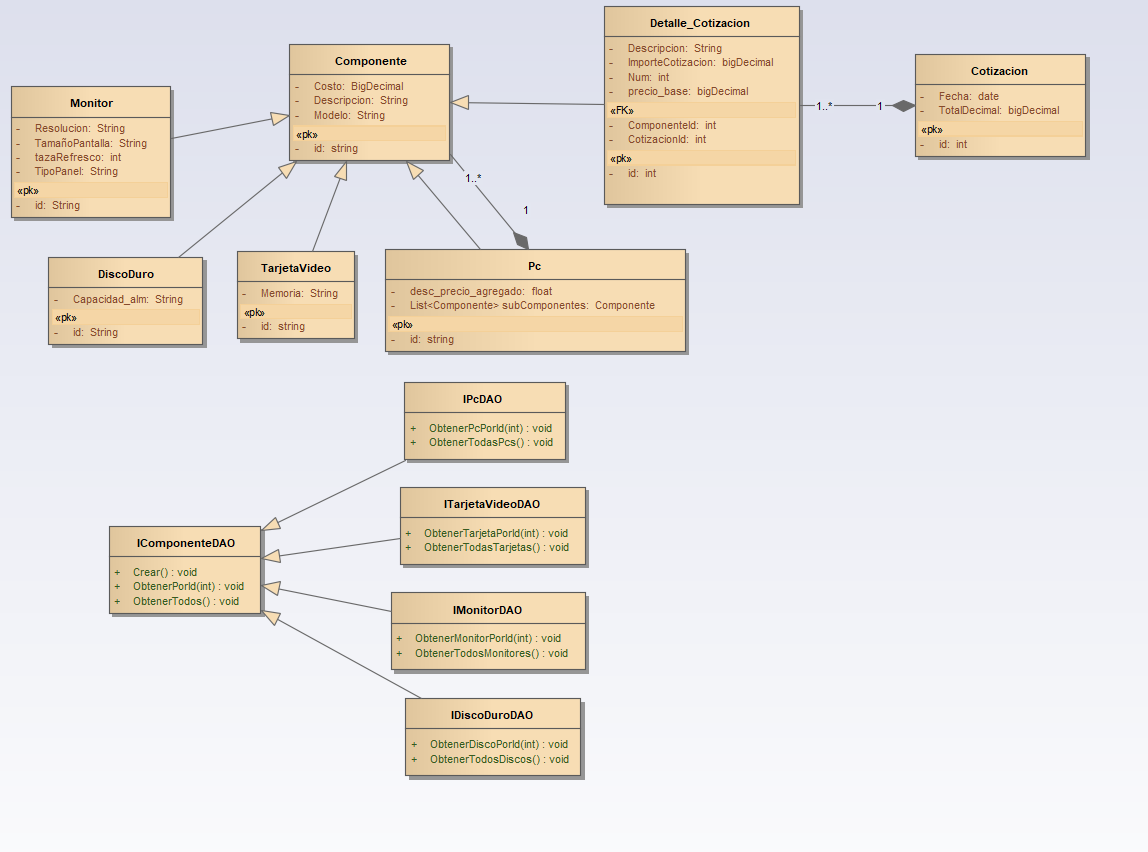 Monitor
- Resolucion: String
- TamañoPantalla: String
- tazaRefresco: int
- TipoPanel: String
«pk»
- id: String
Componente
- Costo: BigDecimal
- Descripcion: String
- Modelo: String
«pk»
- id: string
Detalle_Cotizacion
- Descripcion: String
- ImporteCotizacion: bigDecimal
- Num: int
- precio_base: bigDecimal
«FK»
- ComponenteId: int
- CotizacionId: int
«pk»
- id: int
1..*
1
Cotizacion
- Fecha: date
- TotalDecimal: bigDecimal
«pk»
- id: int
1..*
1
DiscoDuro
- Capacidad_alm: String
«pk»
- id: String
TarjetaVideo
- Memoria: String
«pk»
- id: string
Pc
- desc_precio_agregado: float
- List<Componente> subComponentes: Componente
«pk»
- id: string
IPcDAO
+ ObtenerPcPorId(int) : void
+ ObtenerTodasPcs() : void
ITarjetaVideoDAO
+ ObtenerTarjetaPorId(int) : void
+ ObtenerTodasTarjetas() : void
IComponenteDAO
+ Crear() : void
+ ObtenerPorId(int) : void
+ ObtenerTodos() : void
IMonitorDAO
+ ObtenerMonitorPorId(int) : void
+ ObtenerTodosMonitores() : void
IDiscoDuroDAO
+ ObtenerDiscoPorId(int) : void
+ ObtenerTodosDiscos() : void